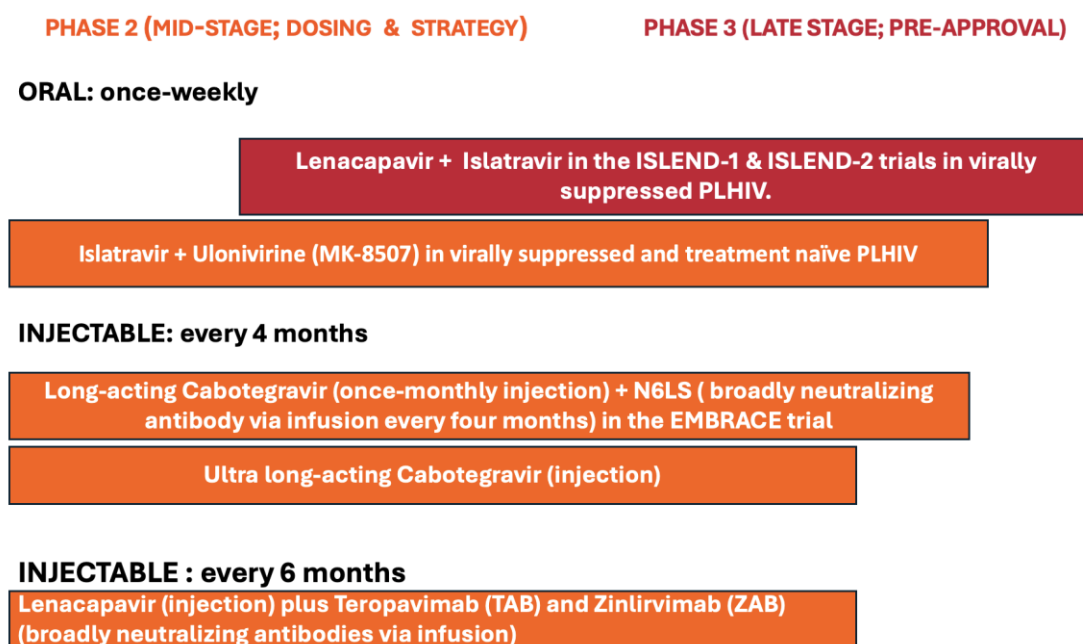 PHASE 2 (MID-STAGE; DOSING & STRATEGY) PHASE 3 (LATE STAGE; PRE-APPROVAL)
ORAL: once-weekly
Lenacapavir + Islatravir in the ISLEND-1 & ISLEND-2 trials in virally
suppressed PLHIV.
Islatravir + Ulonivirine (MK-8507) in virally suppressed and treatment naïve PLHIV
INJECTABLE: every 4 months
Long-acting Cabotegravir (once-monthly injection) + N6LS ( broadly neutralizing
antibody via infusion every four months) in the EMBRACE trial
Ultra long-acting Cabotegravir (injection)
INJECTABLE : every 6 months
Lenacapavir (injection) plus Teropavimab (TAB) and Zinlirvimab (ZAB)
(broadly neutralizing antibodies via infusion)